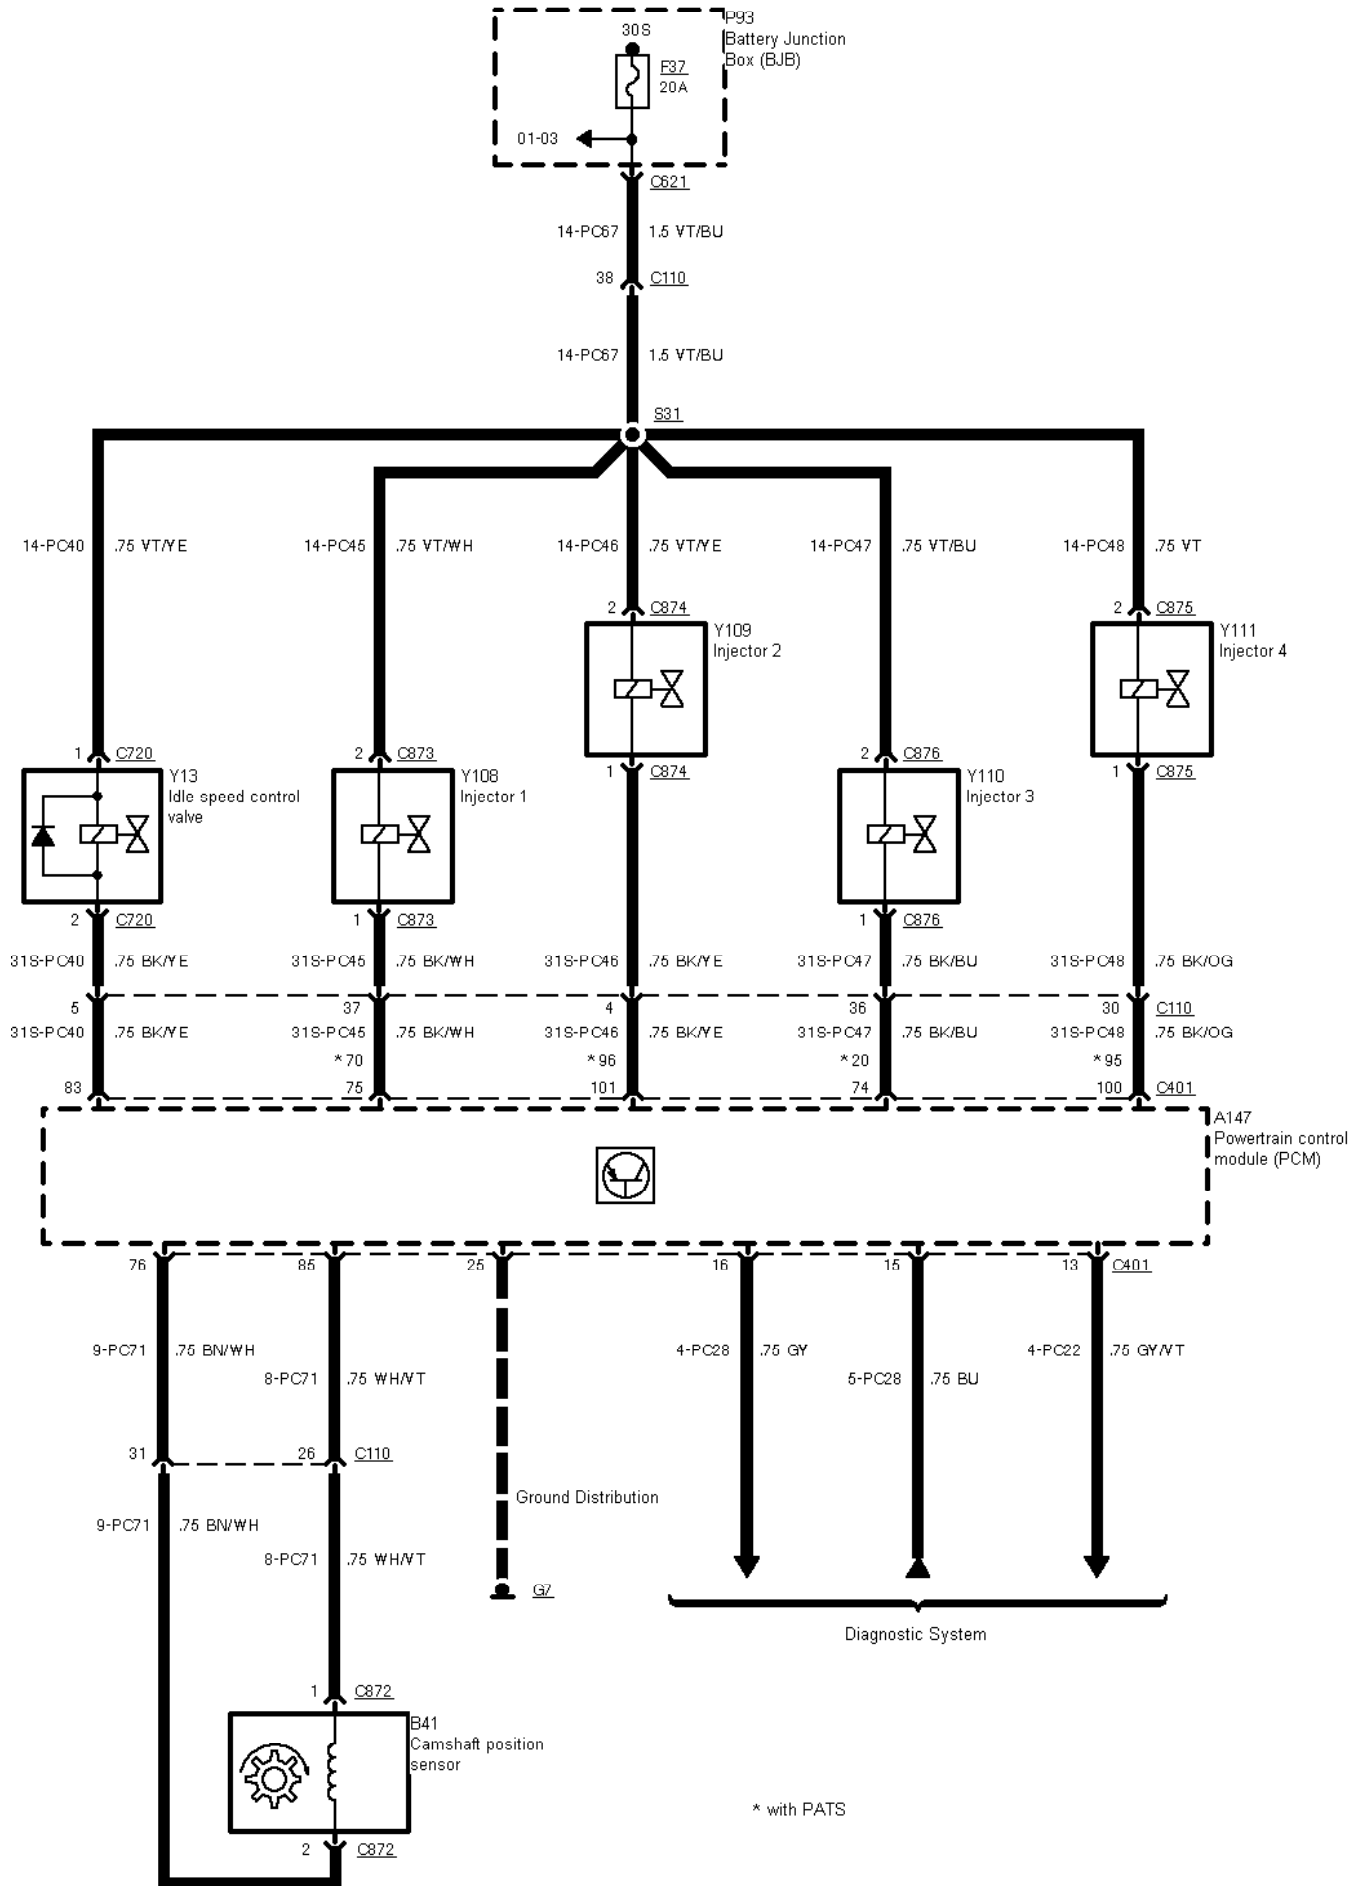 P93
Battery Junction
Box (BJB)
30S
F37
20A
01-03
C621
14-PC67 1.5 VT/BU
38 C110
14-PC67 1.5 VT/BU
S31
14-PC40 .75 VT/YE 14-PC45 .75 VT/WH 14-PC46 .75 VT/YE 14-PC47 .75 VT/BU 14-PC48 .75 VT
2 C874 2 C875
Y109
Injector 2
Y111
Injector 4
1 C720 2 C873 1 C874 2 C876 1 C875
Y13
Idle speed control
valve
Y108
Injector 1
Y110
Injector 3
2 C720 1 C873 1 C876
31S-PC40 .75 BK/YE 31S-PC45 .75 BK/WH 31S-PC46 .75 BK/YE 31S-PC47 .75 BK/BU 31S-PC48 .75 BK/OG
5 37 4 36 30 C110
31S-PC40 .75 BK/YE 31S-PC45 .75 BK/WH 31S-PC46 .75 BK/YE 31S-PC47 .75 BK/BU 31S-PC48 .75 BK/OG
*70 *96 *20 *95
83 75 101 74 100 C401
A147
Powertrain control
module (PCM)
76 85 25 16 15 13 C401
9-PC71 .75 BN/WH 4-PC28 .75 GY 4-PC22 .75 GY/VT
8-PC71 .75 WH/VT 5-PC28 .75 BU
31 26 C110
Ground Distribution
9-PC71 .75 BN/WH
8-PC71 .75 WH/VT
G7
Diagnostic System
1 C872
B41
Camshaft position
sensor
* with PATS
2 C872